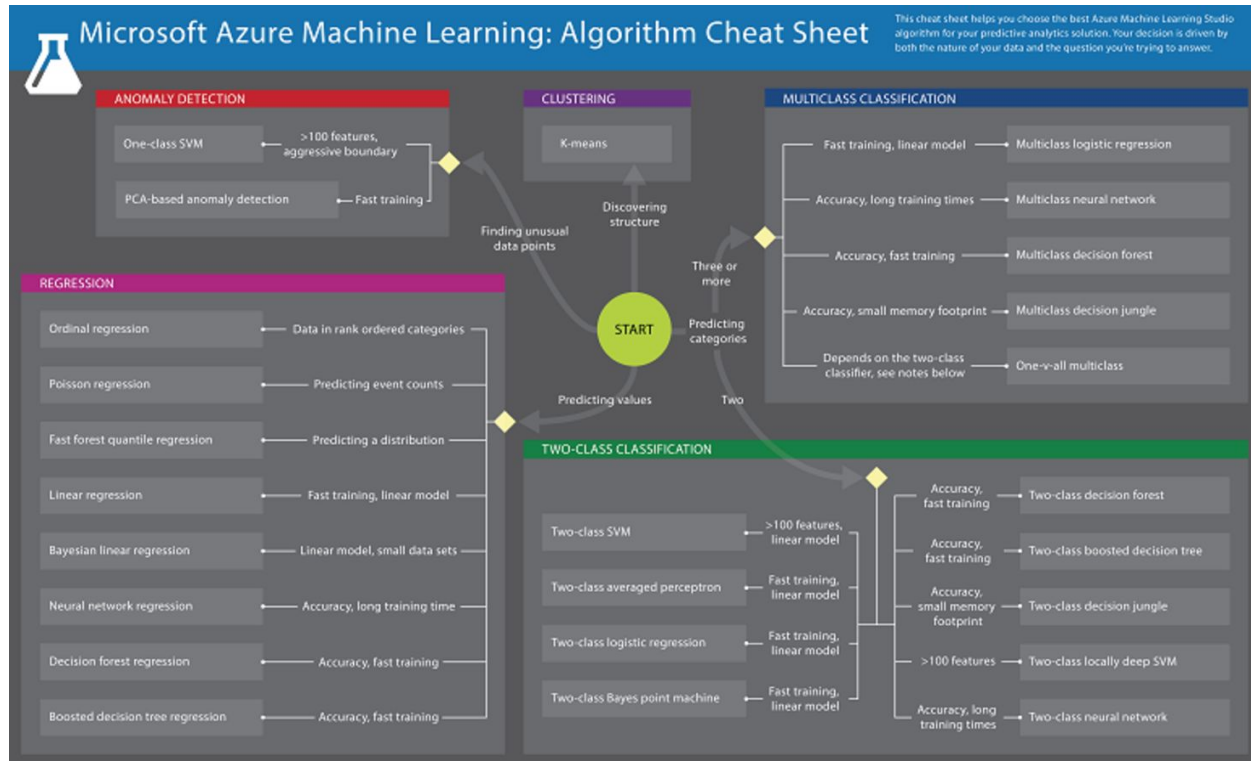 Microsoft Azure Machine Learning: Algorithm Cheat Sheet
This cheat sheet helps you choose the best Azure Machine Learning Studio
algorithm for your predictive analytics solution. Your decision is driven by
both the nature of your data and the question you're trying to answer.
ANOMALY DETECTION
One-class SVM
>100 features,
aggressive boundary
PCA-based anomaly detection
Fast training
CLUSTERING
K-means
MULTICLASS CLASSIFICATION
Fast training, linear model
Multiclass logistic regression
Accuracy, long training times
Multiclass neural network
Accuracy, fast training
Multiclass decision forest
Accuracy, small memory footprint
Multiclass decision jungle
Depends on the two-class
classifier, see notes below
One-v-all multiclass
Finding unusual
data points
Discovering
structure
Three or
more
START
Predicting
categories
Predicting values
Two
REGRESSION
Ordinal regression
Data in rank ordered categories
Poisson regression
Predicting event counts
Fast forest quantile regression
Predicting a distribution
Linear regression
Fast training, linear model
Bayesian linear regression
Linear model, small data sets
Neural network regression
Accuracy, long training time
Decision forest regression
Accuracy, fast training
Boosted decision tree regression
Accuracy, fast training
TWO-CLASS CLASSIFICATION
Two-class SVM
>100 features,
linear model
Two-class averaged perceptron
Fast training,
linear model
Two-class logistic regression
Fast training,
linear model
Two-class Bayes point machine
Fast training,
linear model
Accuracy,
fast training
Two-class decision forest
Accuracy,
fast training
Two-class boosted decision tree
Accuracy,
small memory
footprint
Two-class decision jungle
>100 features
Two-class locally deep SVM
Accuracy, long
training times
Two-class neural network